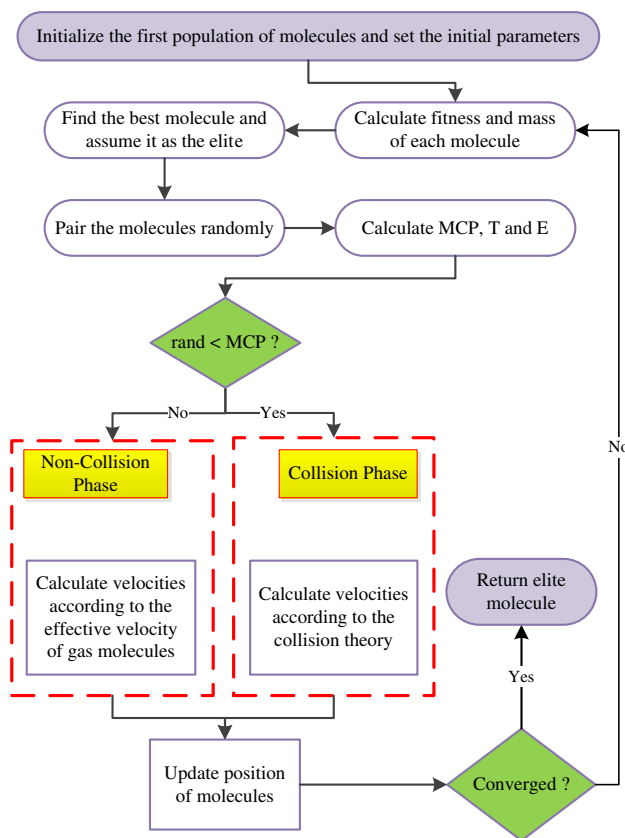 Initialize the first population of molecules and set the initial parameters
Find the best molecule and
assume it as the elite
Calculate fitness and mass
of each molecule
Pair the molecules randomly
Calculate MCP, T and E
rand < MCP ?
No
Yes
Non-Collision
Phase
Collision Phase
Calculate velocities
according to the
effective velocity
of gas molecules
Calculate velocities
according to the
collision theory
Return elite
molecule
No
Yes
Update position
of molecules
Converged ?